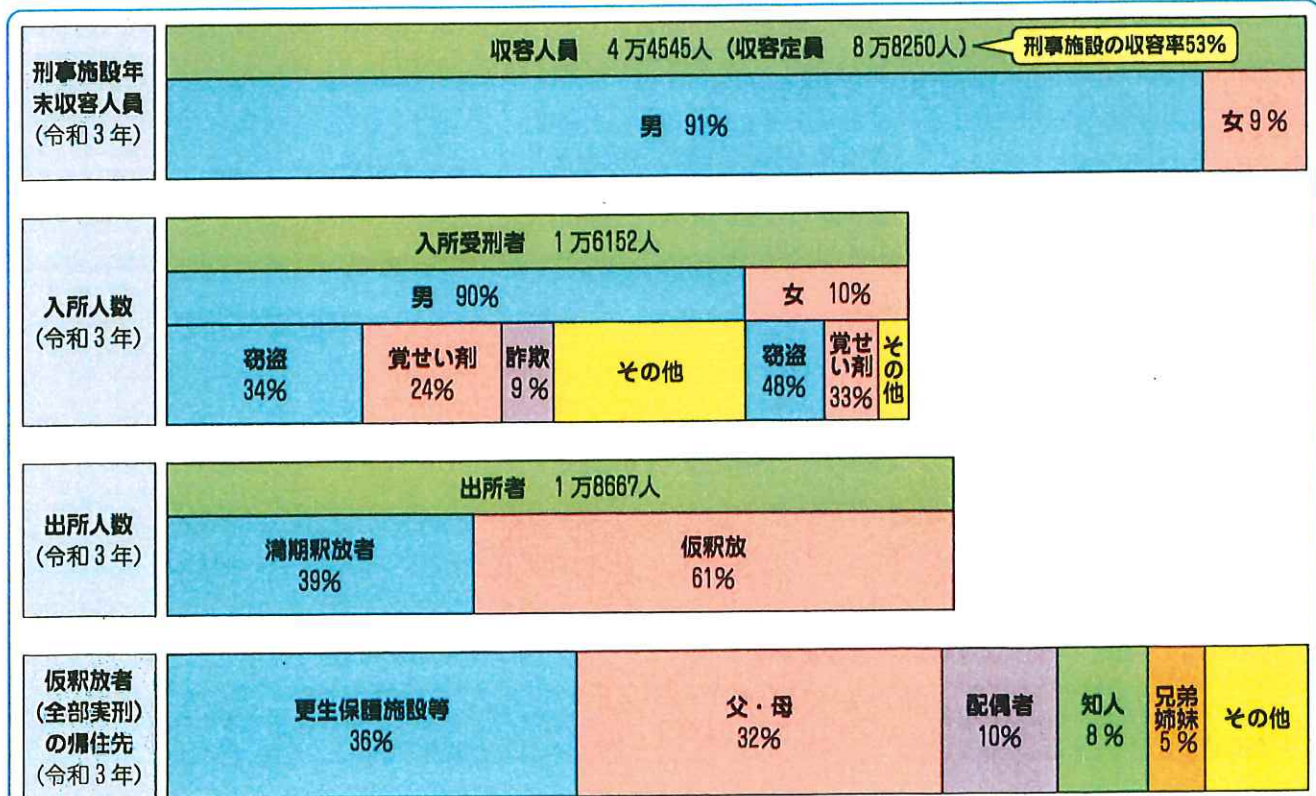 刑事施設年
末収容人員
(令和3年)
収容人員 4万4545人(収容定員 8万8250人)
刑事施設の収容率53%
男 91%
女9%
入所人数
(令和3年)
入所受刑者 1万6152人
男 90%
女 10%
窃盗
34%
覚せい剤
24%
詐欺
9%
その他
窃盗
48%
覚せ
い剤
33%
その他
出所人数
(令和3年)
出所者 1万8667人
満期釈放者
39%
仮釈放
61%
仮釈放者
(全部実刑)
の帰住先
(令和3年)
更生保護施設等
36%
父・母
32%
配偶者
10%
知人
8%
兄弟
姉妹
5%
その他